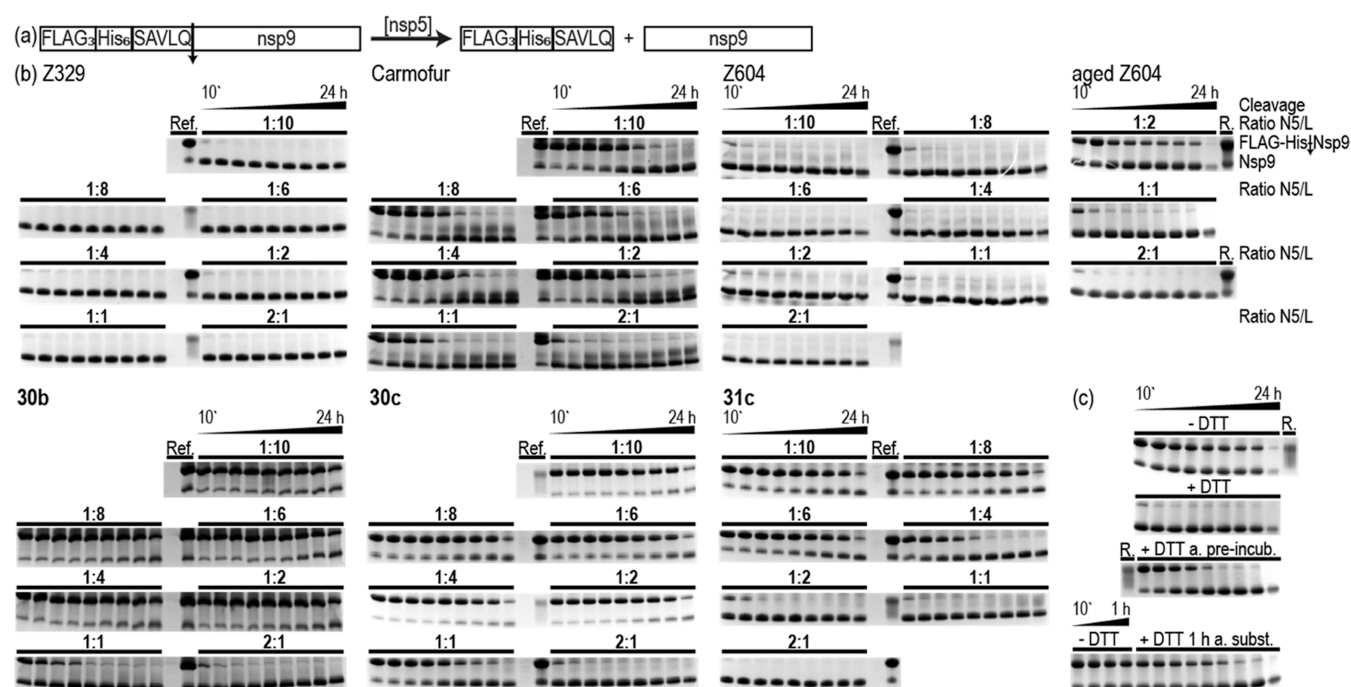 (a) FLAG₃ His₆ SAVLQ nsp9 [nsp5] FLAG₃ His₆ SAVLQ + nsp9
(b) Z329 Carmofur Z604 aged Z604
10` 24 h 10` 24 h 10` 24 h 10` 24 h
Cleavage
Ref. 1:10 Ref. 1:10 1:10 Ref. 1:8 1:2 R. Ratio N5/L
FLAG-His-Nsp9
Nsp9
1:8 1:6 1:8 1:6 1:6 1:4 1:1 Ratio N5/L
1:4 1:2 1:4 1:2 1:2 1:1 2:1 R. Ratio N5/L
1:1 2:1 1:1 2:1 2:1 Ratio N5/L
30b 30c 31c (c)
10` 24 h 10` 24 h 10` 24 h 10` 24 h
Ref. 1:10 Ref. 1:10 1:10 Ref. 1:8 - DTT R.
+ DTT
1:8 1:6 1:8 1:6 1:6 1:4
R. + DTT a. pre-incub.
1:4 1:2 1:4 1:2 1:2 1:1
10` 1 h
1:1 2:1 1:1 2:1 2:1 - DTT + DTT 1 h a. subst.